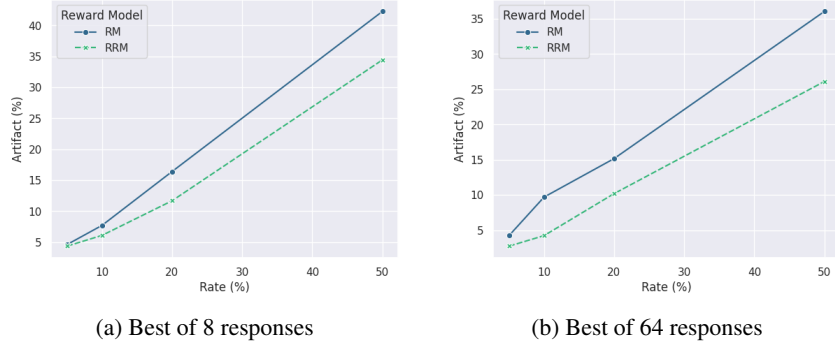 Reward Model
RM
RRM
40
35
30
25
20
15
10
5
Artifact (%)
10
20
30
40
50
Rate (%)
(a) Best of 8 responses
Reward Model
RM
RRM
35
30
25
20
15
10
5
Artifact (%)
10
20
30
40
50
Rate (%)
(b) Best of 64 responses